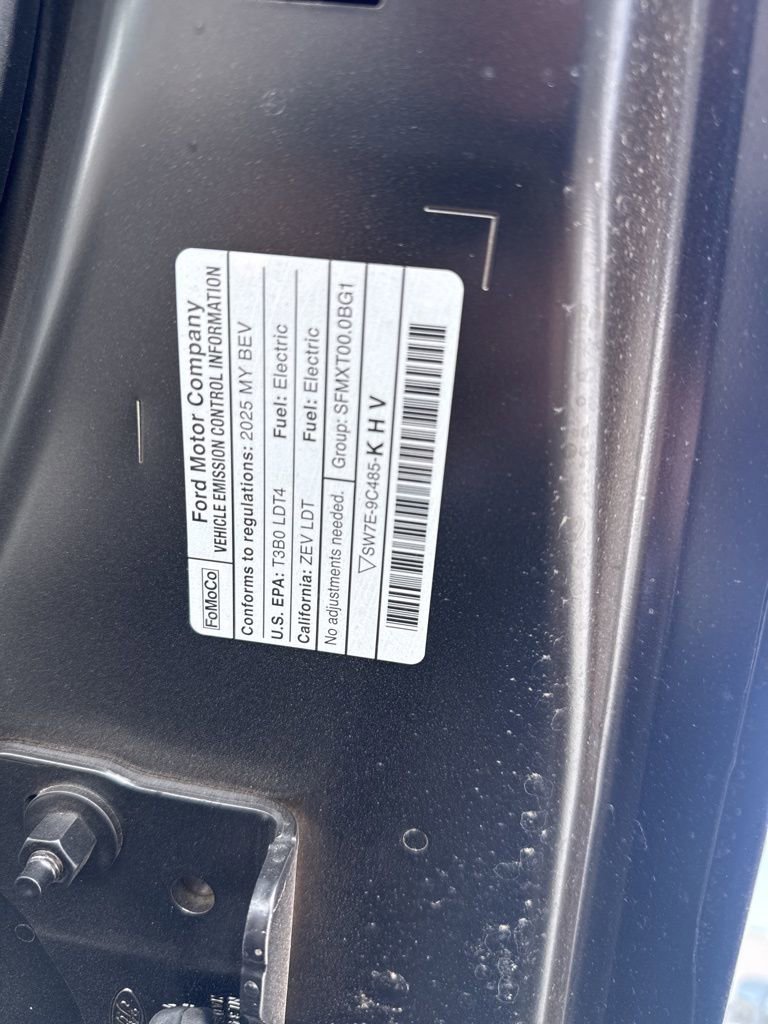 FoMoCo
Ford Motor Company
VEHICLE EMISSION CONTROL INFORMATION
Conforms to regulations: 2025 MY BEV
U.S. EPA: T3B0 LDT4 Fuel: Electric
California: ZEV LDT Fuel: Electric
No adjustments needed. Group: SFMXT00.0BG1
▽SW7E-9C485-K H V